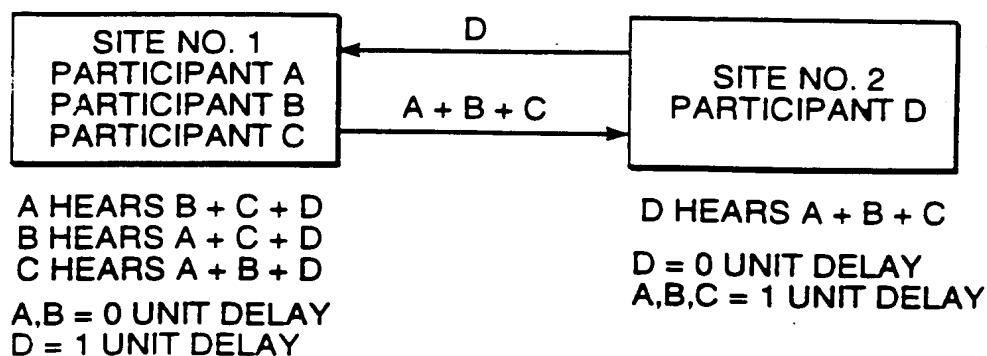 SITE NO. 1
PARTICIPANT A
PARTICIPANT B
PARTICIPANT C
D
A + B + C
SITE NO. 2
PARTICIPANT D
A HEARS B + C + D
B HEARS A + C + D
C HEARS A + B + D
A,B = 0 UNIT DELAY
D = 1 UNIT DELAY
D HEARS A + B + C
D = 0 UNIT DELAY
A,B,C = 1 UNIT DELAY